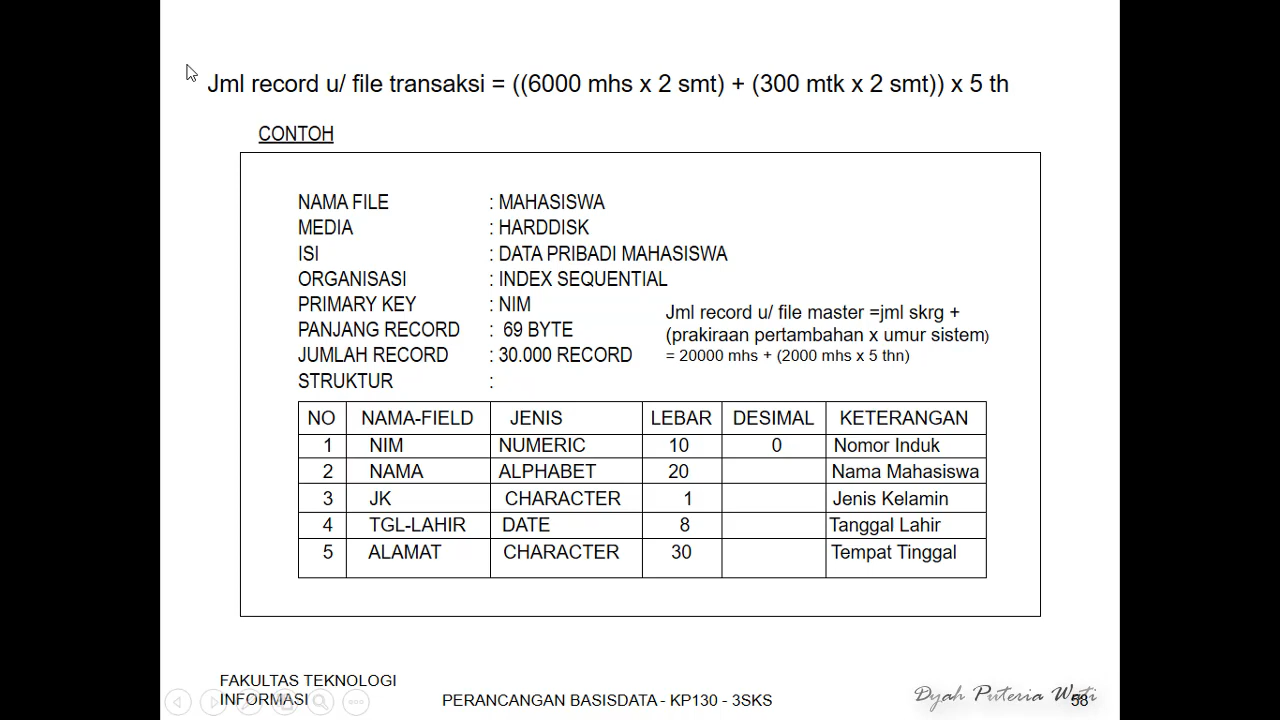 Jml record u/ file transaksi = ((6000 mhs x 2 smt) + (300 mtk x 2 smt)) x 5 th
CONTOH
NAMA FILE : MAHASISWA
MEDIA : HARDDISK
ISI : DATA PRIBADI MAHASISWA
ORGANISASI : INDEX SEQUENTIAL
PRIMARY KEY : NIM
PANJANG RECORD : 69 BYTE
JUMLAH RECORD : 30.000 RECORD
STRUKTUR :
Jml record u/ file master =jml skrg +
(prakiraan pertambahan x umur sistem)
= 20000 mhs + (2000 mhs x 5 thn)
NO NAMA-FIELD JENIS LEBAR DESIMAL KETERANGAN
1 NIM NUMERIC 10 0 Nomor Induk
2 NAMA ALPHABET 20 Nama Mahasiswa
3 JK CHARACTER 1 Jenis Kelamin
4 TGL-LAHIR DATE 8 Tanggal Lahir
5 ALAMAT CHARACTER 30 Tempat Tinggal
FAKULTAS TEKNOLOGI
INFORMASI
PERANCANGAN BASISDATA - KP130 - 3SKS
Dyah Puteria Wati
58